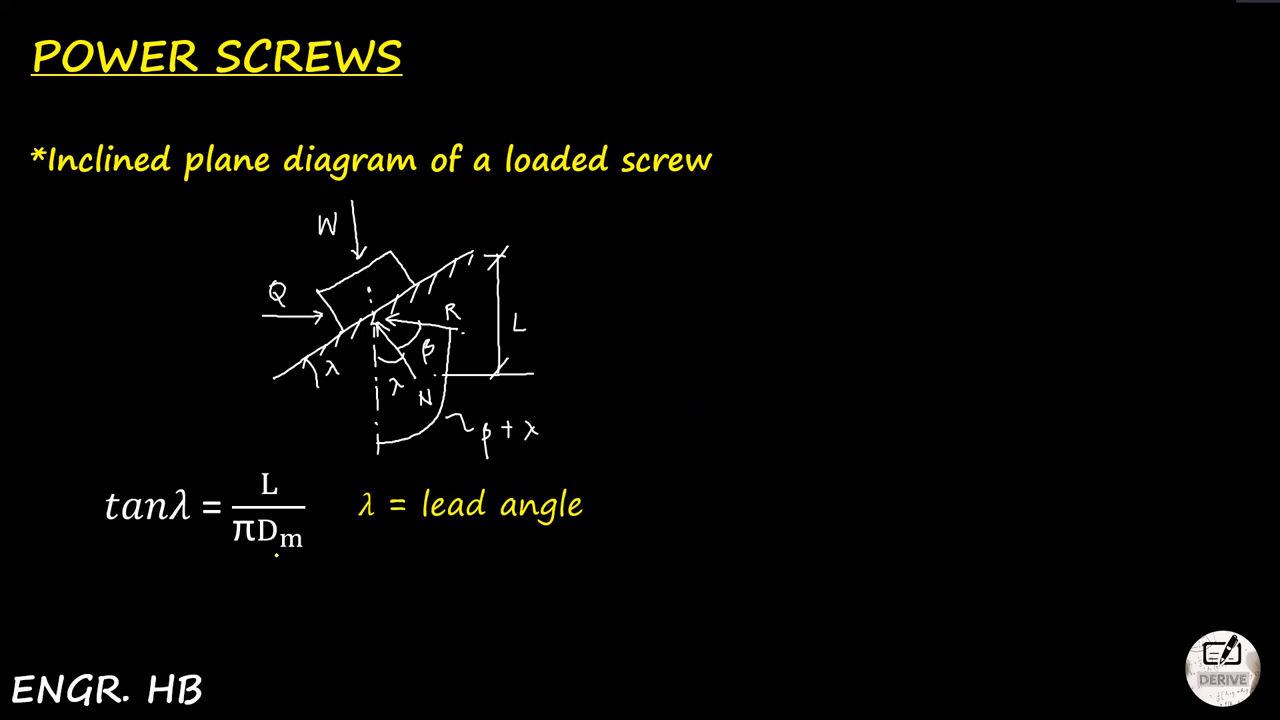 POWER SCREWS
*Inclined plane diagram of a loaded screw
W
Q
R
L
β
λ
λ
N
β + λ
tanλ = L / πDm
λ = lead angle
ENGR. HB
DERIVE